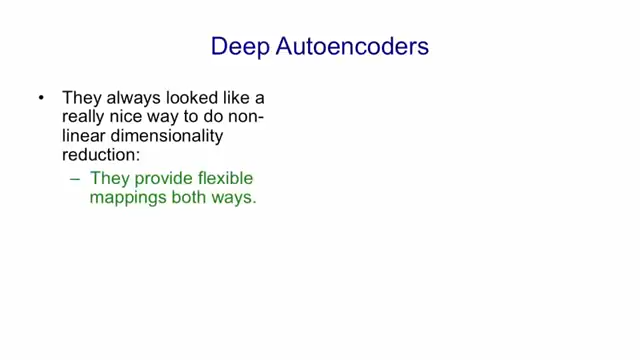 Deep Autoencoders
• They always looked like a
really nice way to do non-
linear dimensionality
reduction:
– They provide flexible
mappings both ways.